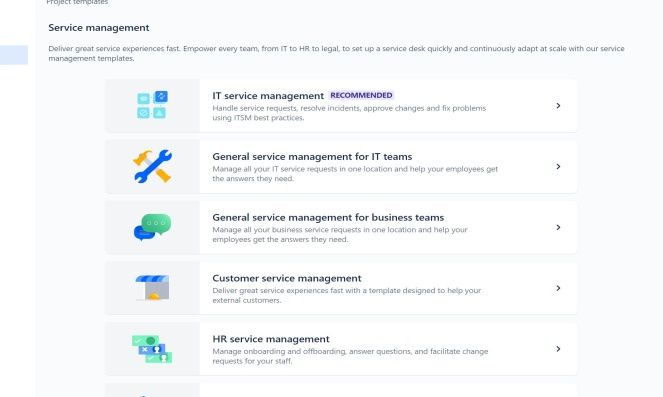 Project templates
Service management
Deliver great service experiences fast. Empower every team, from IT to HR to legal, to set up a service desk quickly and continuously adapt at scale with our service
management templates.
IT service management RECOMMENDED
Handle service requests, resolve incidents, approve changes and fix problems
using ITSM best practices.
General service management for IT teams
Manage all your IT service requests in one location and help your employees get
the answers they need.
General service management for business teams
Manage all your business service requests in one location and help your
employees get the answers they need.
Customer service management
Deliver great service experiences fast with a template designed to help your
external customers.
HR service management
Manage onboarding and offboarding, answer questions, and facilitate change
requests for your staff.